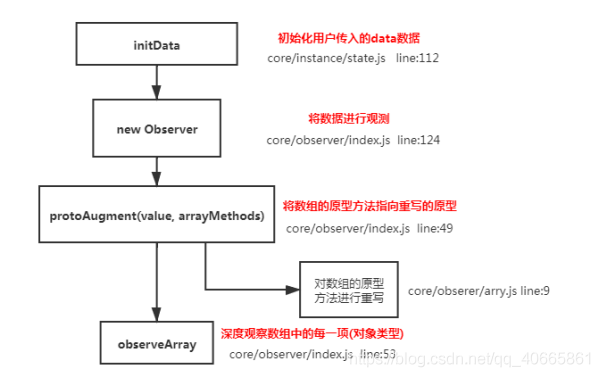 initData
初始化用户传入的data数据
core/instance/state.js line:112
new Observer
将数据进行观测
core/observer/index.js line:124
protoAugment(value, arrayMethods)
将数组的原型方法指向重写的原型
core/observer/index.js line:49
对数组的原型
方法进行重写
core/obserer/arry.js line:9
observeArray
深度观察数组中的每一项(对象类型)
core/observer/index.js line:53
https://blog.csdn.net/qq_40665861